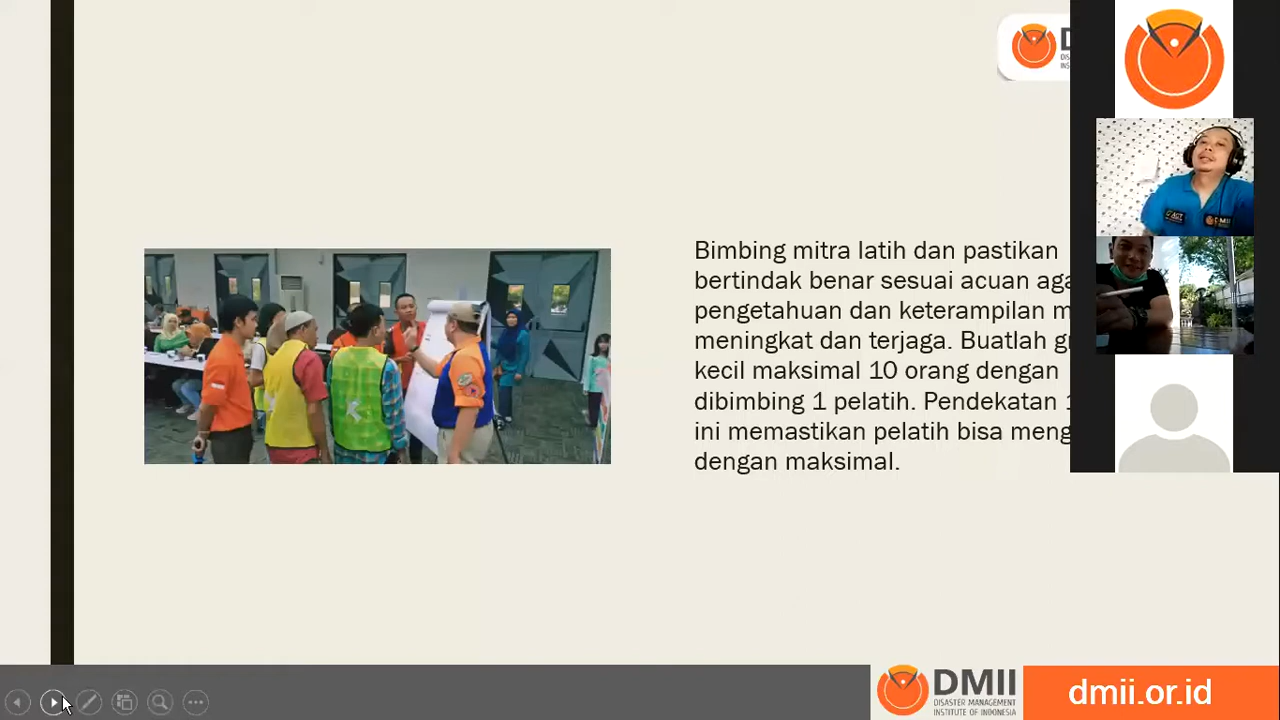 Bimbing mitra latih dan pastikan
bertindak benar sesuai acuan
pengetahuan dan keterampilan
meningkat dan terjaga. Buatlah
kecil maksimal 10 orang dengan
dibimbing 1 pelatih. Pendekatan
ini memastikan pelatih bisa
dengan maksimal.
DMII
DISASTER MANAGEMENT
INSTITUTE OF INDONESIA
dmii.or.id